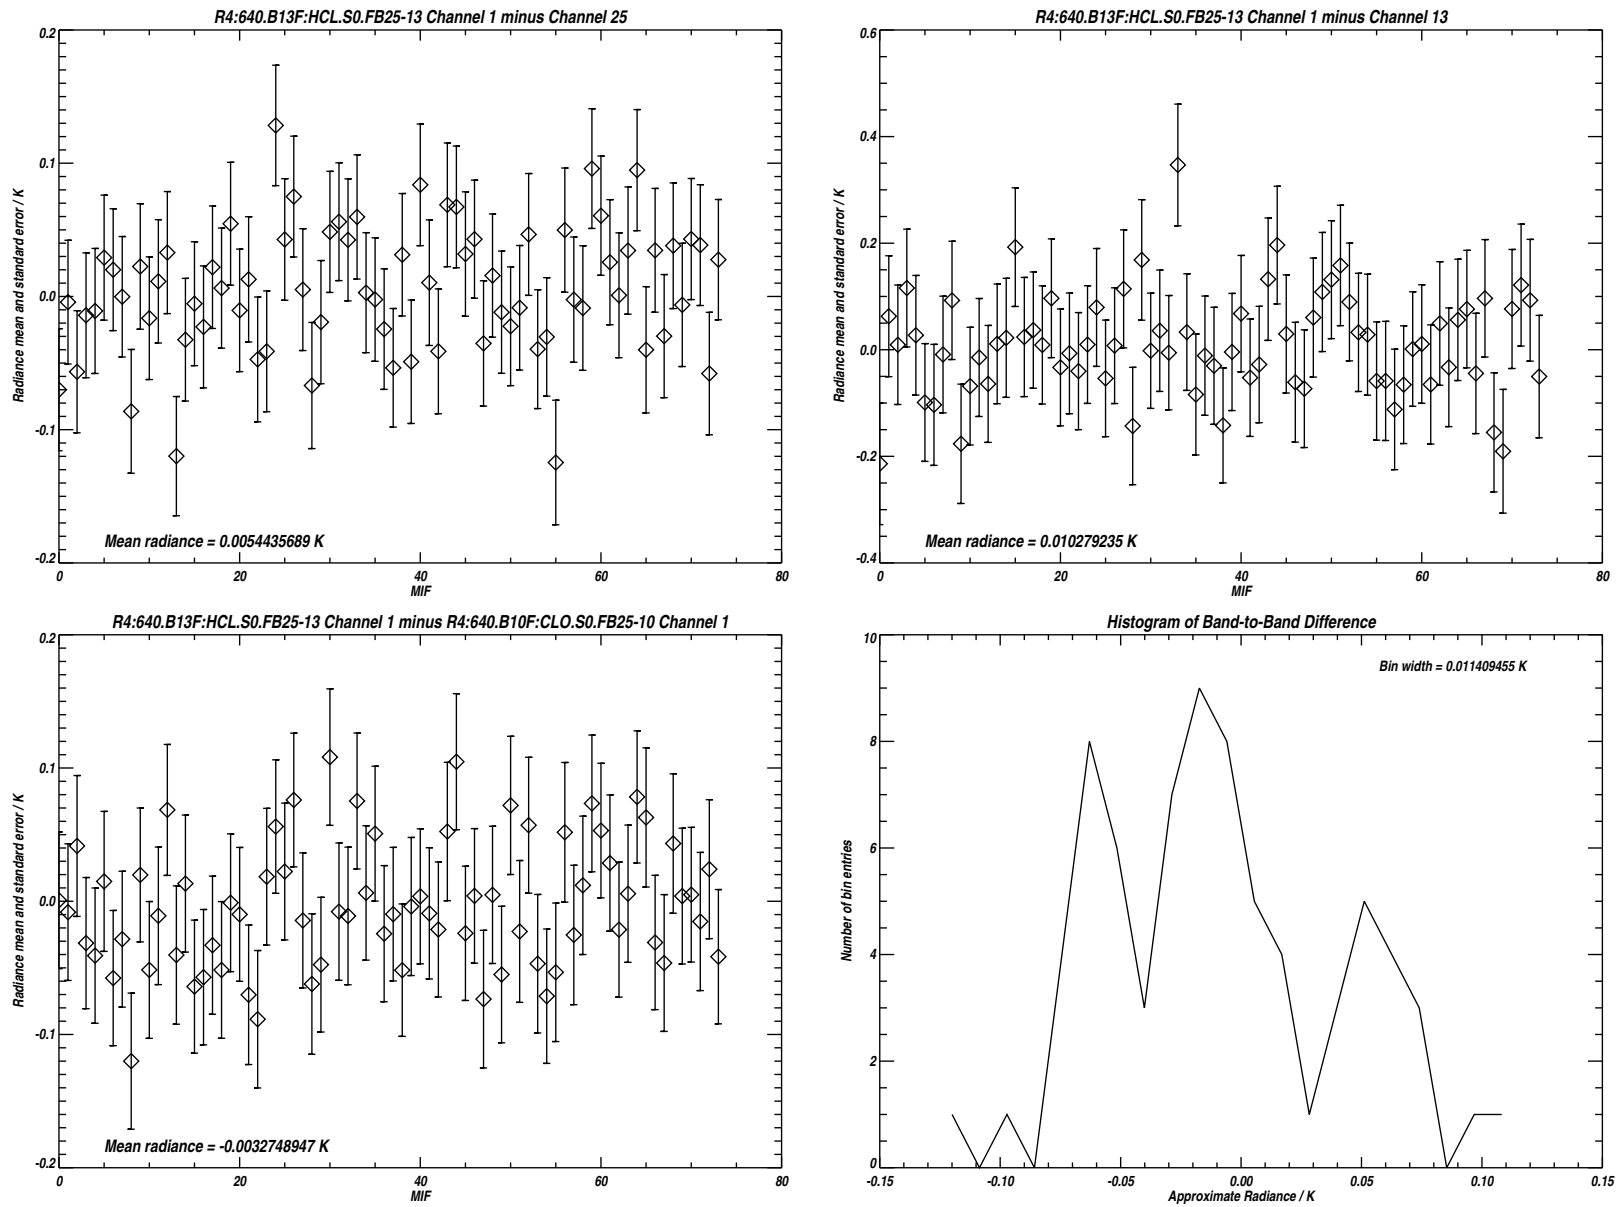 R4:640.B13F:HCL.S0.FB25-13 Channel 1 minus Channel 25
0.2
0.1
0.0
-0.1
-0.2
Radiance mean and standard error / K
Mean radiance = 0.0054435689 K
0 20 40 60 80
MIF
R4:640.B13F:HCL.S0.FB25-13 Channel 1 minus Channel 13
0.6
0.4
0.2
0.0
-0.2
-0.4
Radiance mean and standard error / K
Mean radiance = 0.010279235 K
0 20 40 60 80
MIF
R4:640.B13F:HCL.S0.FB25-13 Channel 1 minus R4:640.B10F:CLO.S0.FB25-10 Channel 1
0.2
0.1
0.0
-0.1
-0.2
Radiance mean and standard error / K
Mean radiance = -0.0032748947 K
0 20 40 60 80
MIF
Histogram of Band-to-Band Difference
10
8
6
4
2
0
Number of bin entries
Bin width = 0.011409455 K
-0.15 -0.10 -0.05 0.00 0.05 0.10 0.15
Approximate Radiance / K